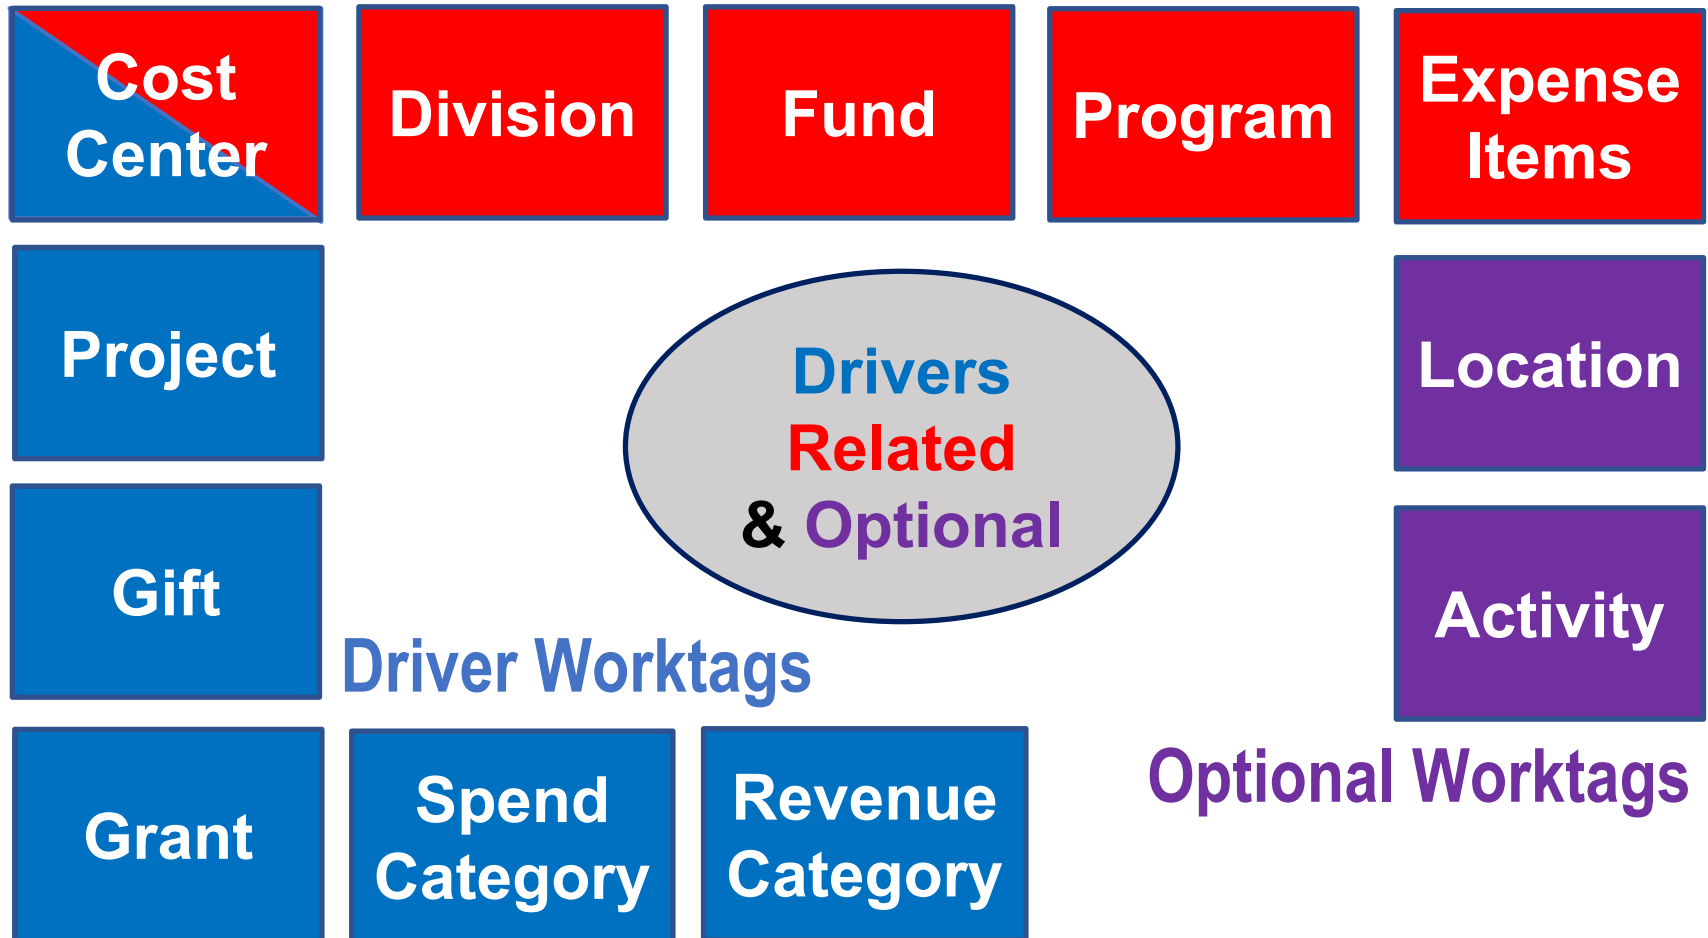 Cost
Center
Division
Fund
Program
Expense
Items
Project
Drivers
Related
& Optional
Location
Gift
Activity
Driver Worktags
Grant
Spend
Category
Revenue
Category
Optional Worktags